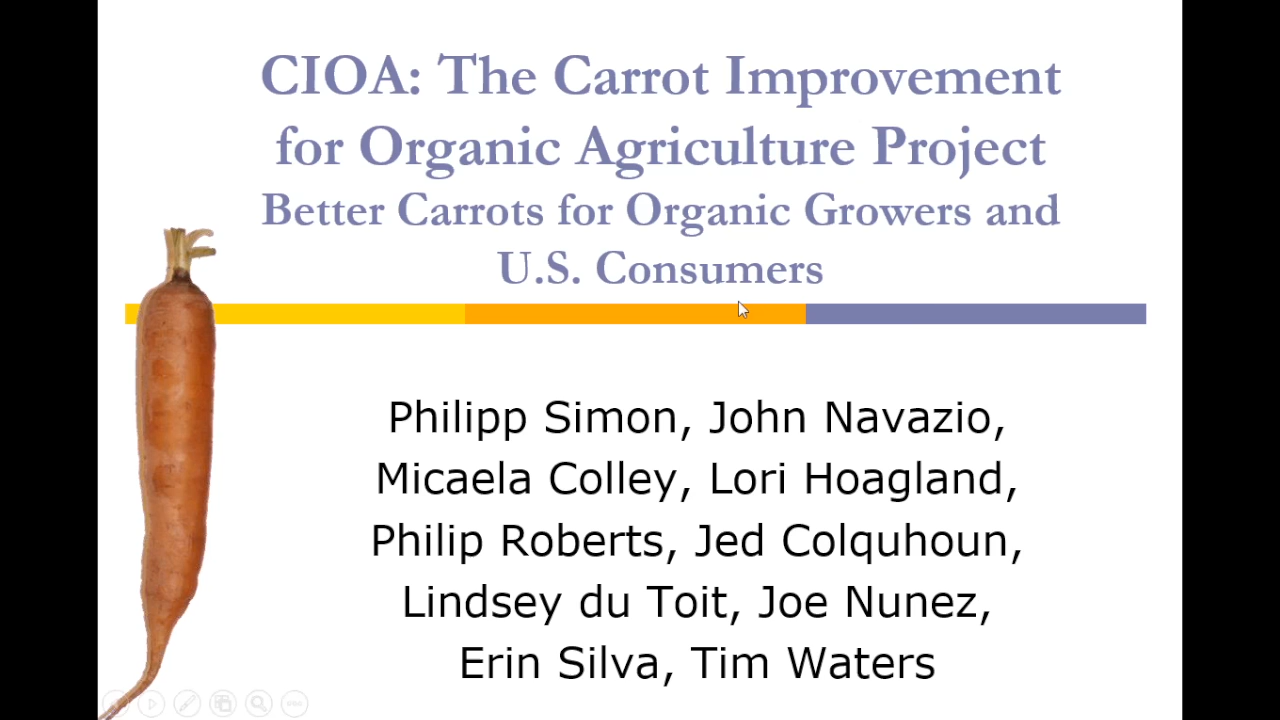 CIOA: The Carrot Improvement
for Organic Agriculture Project
Better Carrots for Organic Growers and
U.S. Consumers
Philipp Simon, John Navazio,
Micaela Colley, Lori Hoagland,
Philip Roberts, Jed Colquhoun,
Lindsey du Toit, Joe Nunez,
Erin Silva, Tim Waters